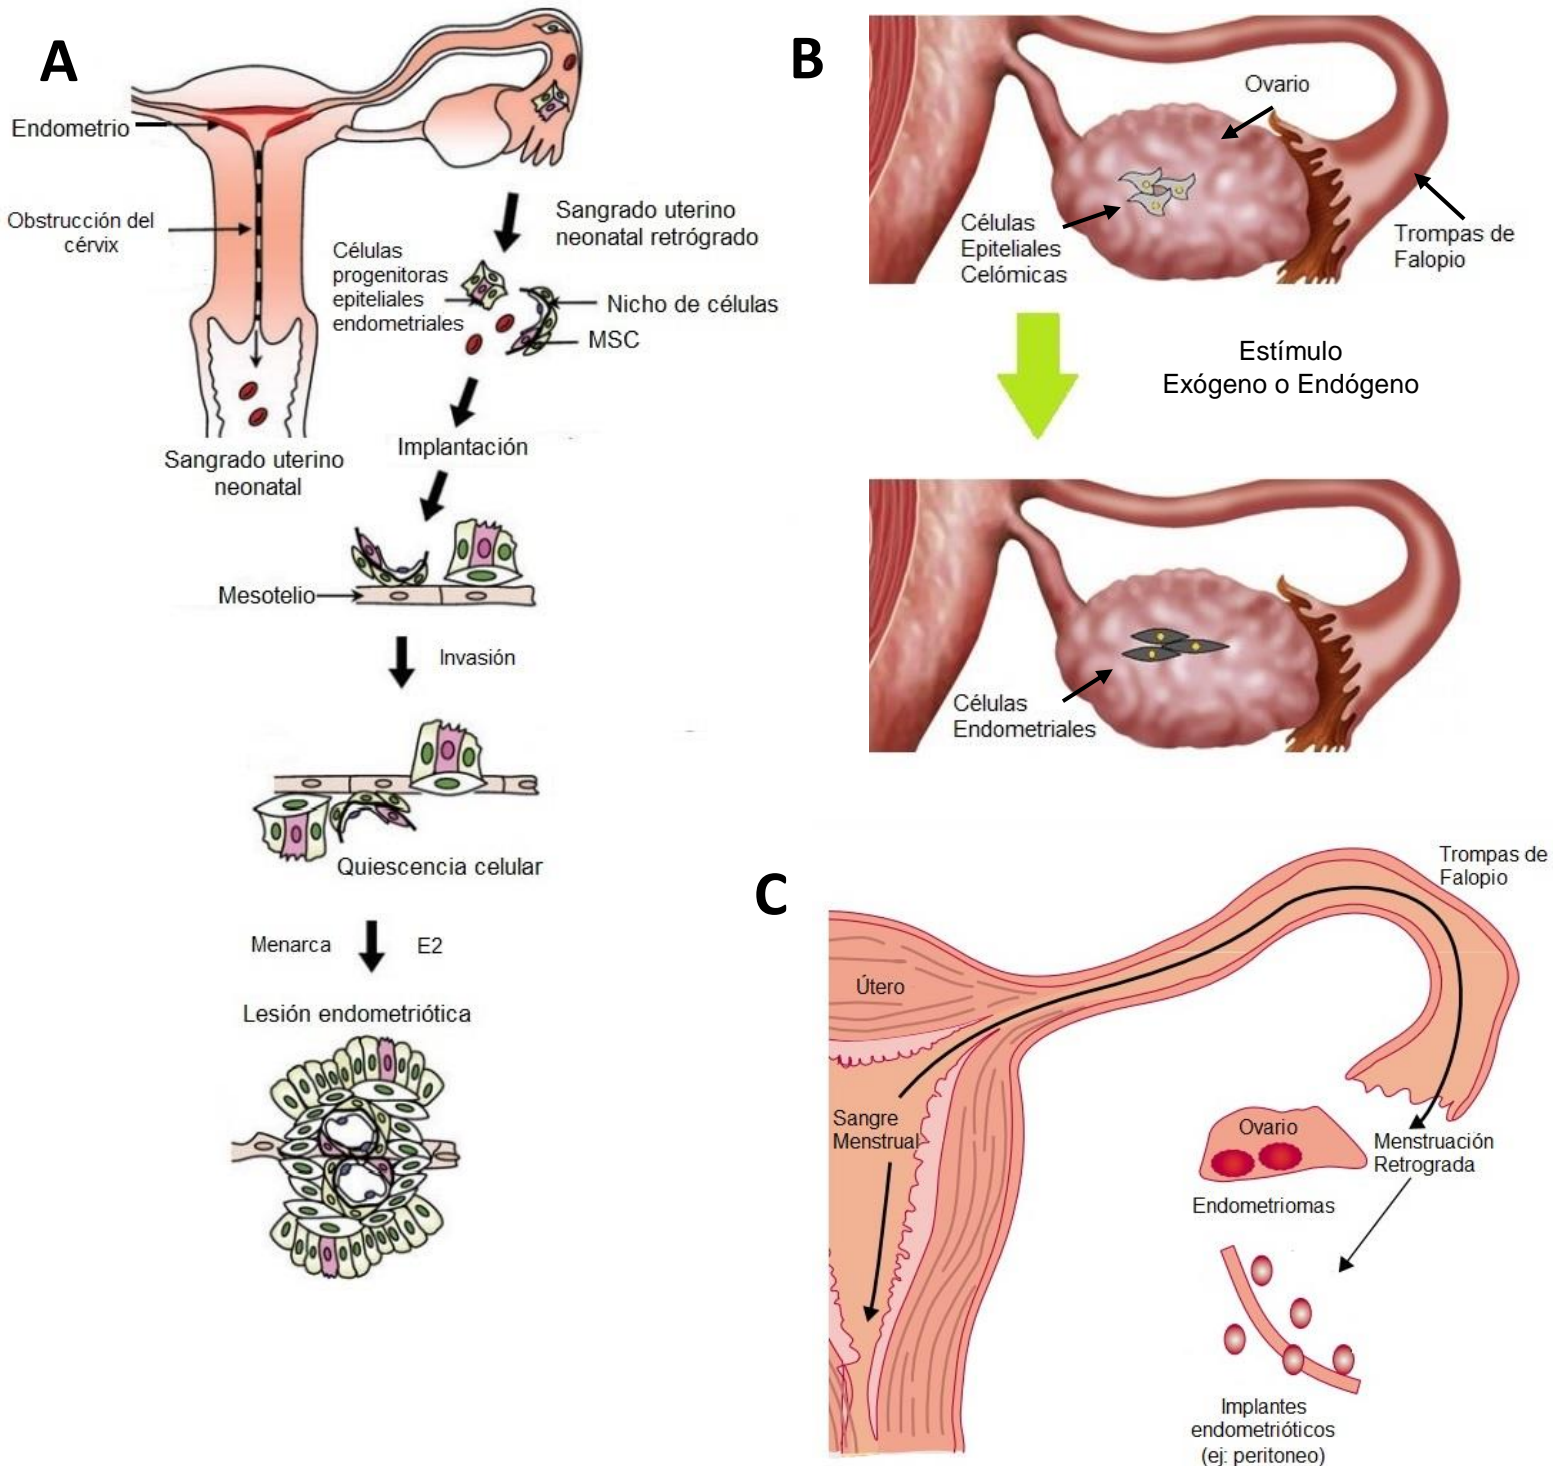 A
Endometrio
Obstrucción del
cérvix
Sangrado uterino
neonatal retrógrado
Células
progenitoras
epiteliales
endometriales
Nicho de células
MSC
Sangrado uterino
neonatal
Implantación
Mesotelio
Invasión
Quiescencia celular
Menarca
E2
Lesión endometriótica
B
Ovario
Células
Epiteliales
Celómicas
Trompas de
Falopio
Estímulo
Exógeno o Endógeno
Células
Endometriales
C
Trompas de
Falopio
Útero
Sangre
Menstrual
Ovario
Menstruación
Retrograda
Endometriomas
Implantes
endometrióticos
(ej: peritoneo)